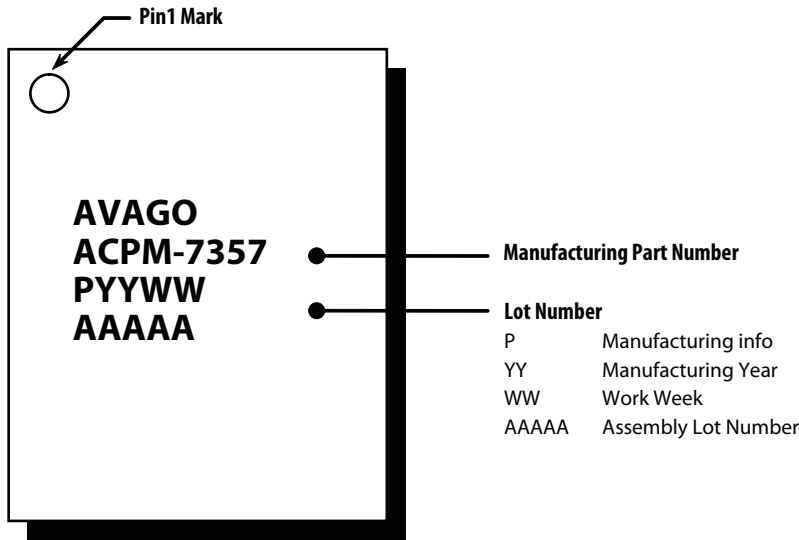 Pin1 Mark
AVAGO
ACPM-7357
PYYWW
AAAAA
Manufacturing Part Number
Lot Number
P Manufacturing info
YY Manufacturing Year
WW Work Week
AAAAA Assembly Lot Number